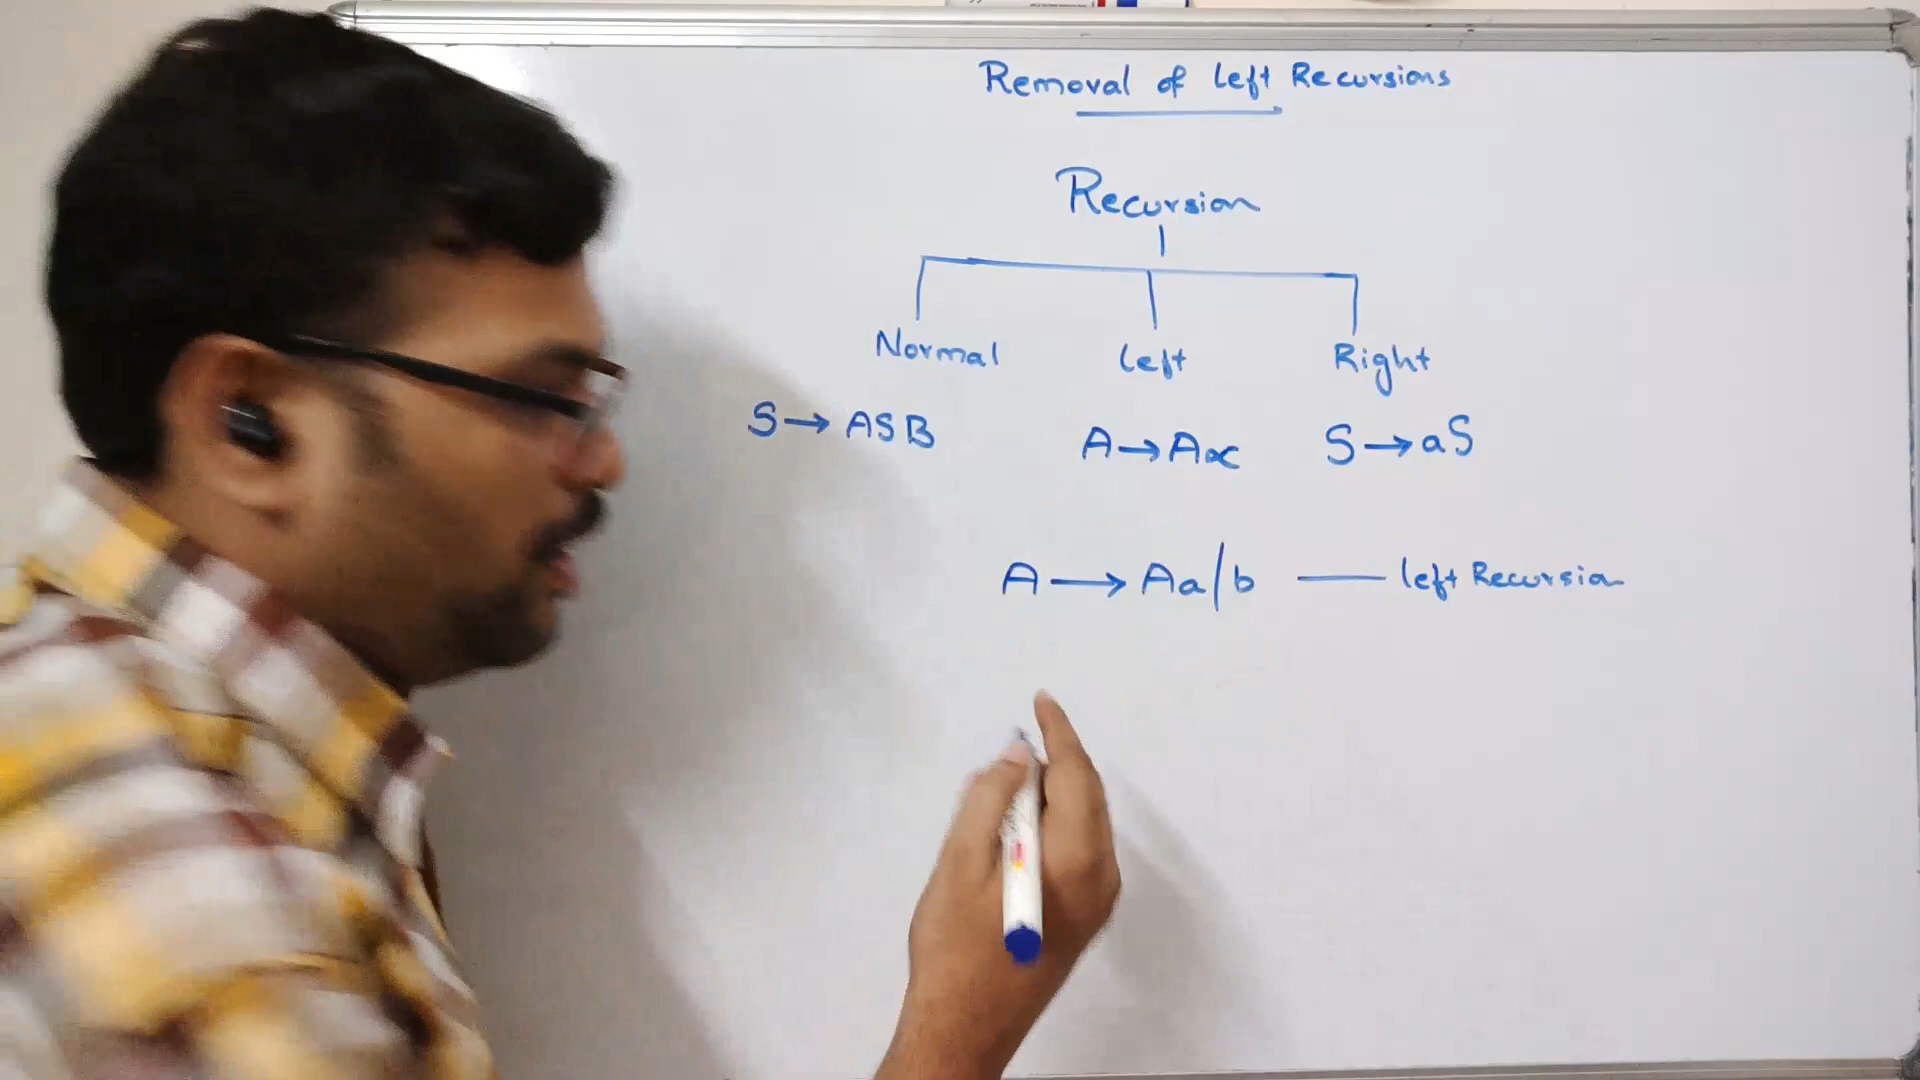 Removal of Left Recursions
Recursion
Normal Left Right
S → ASB A → Aα S → aS
A → Aa/b — left Recursion